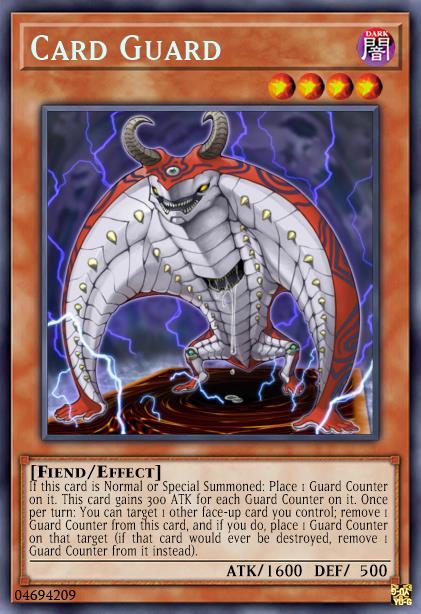 Card Guard
DARK
闇
[Fiend/Effect]
If this card is Normal or Special Summoned: Place 1 Guard Counter
on it. This card gains 300 ATK for each Guard Counter on it. Once
per turn: You can target 1 other face-up card you control; remove 1
Guard Counter from this card, and if you do, place 1 Guard Counter
on that target (if that card would ever be destroyed, remove 1
Guard Counter from it instead).
ATK/1600 DEF/ 500
04694209